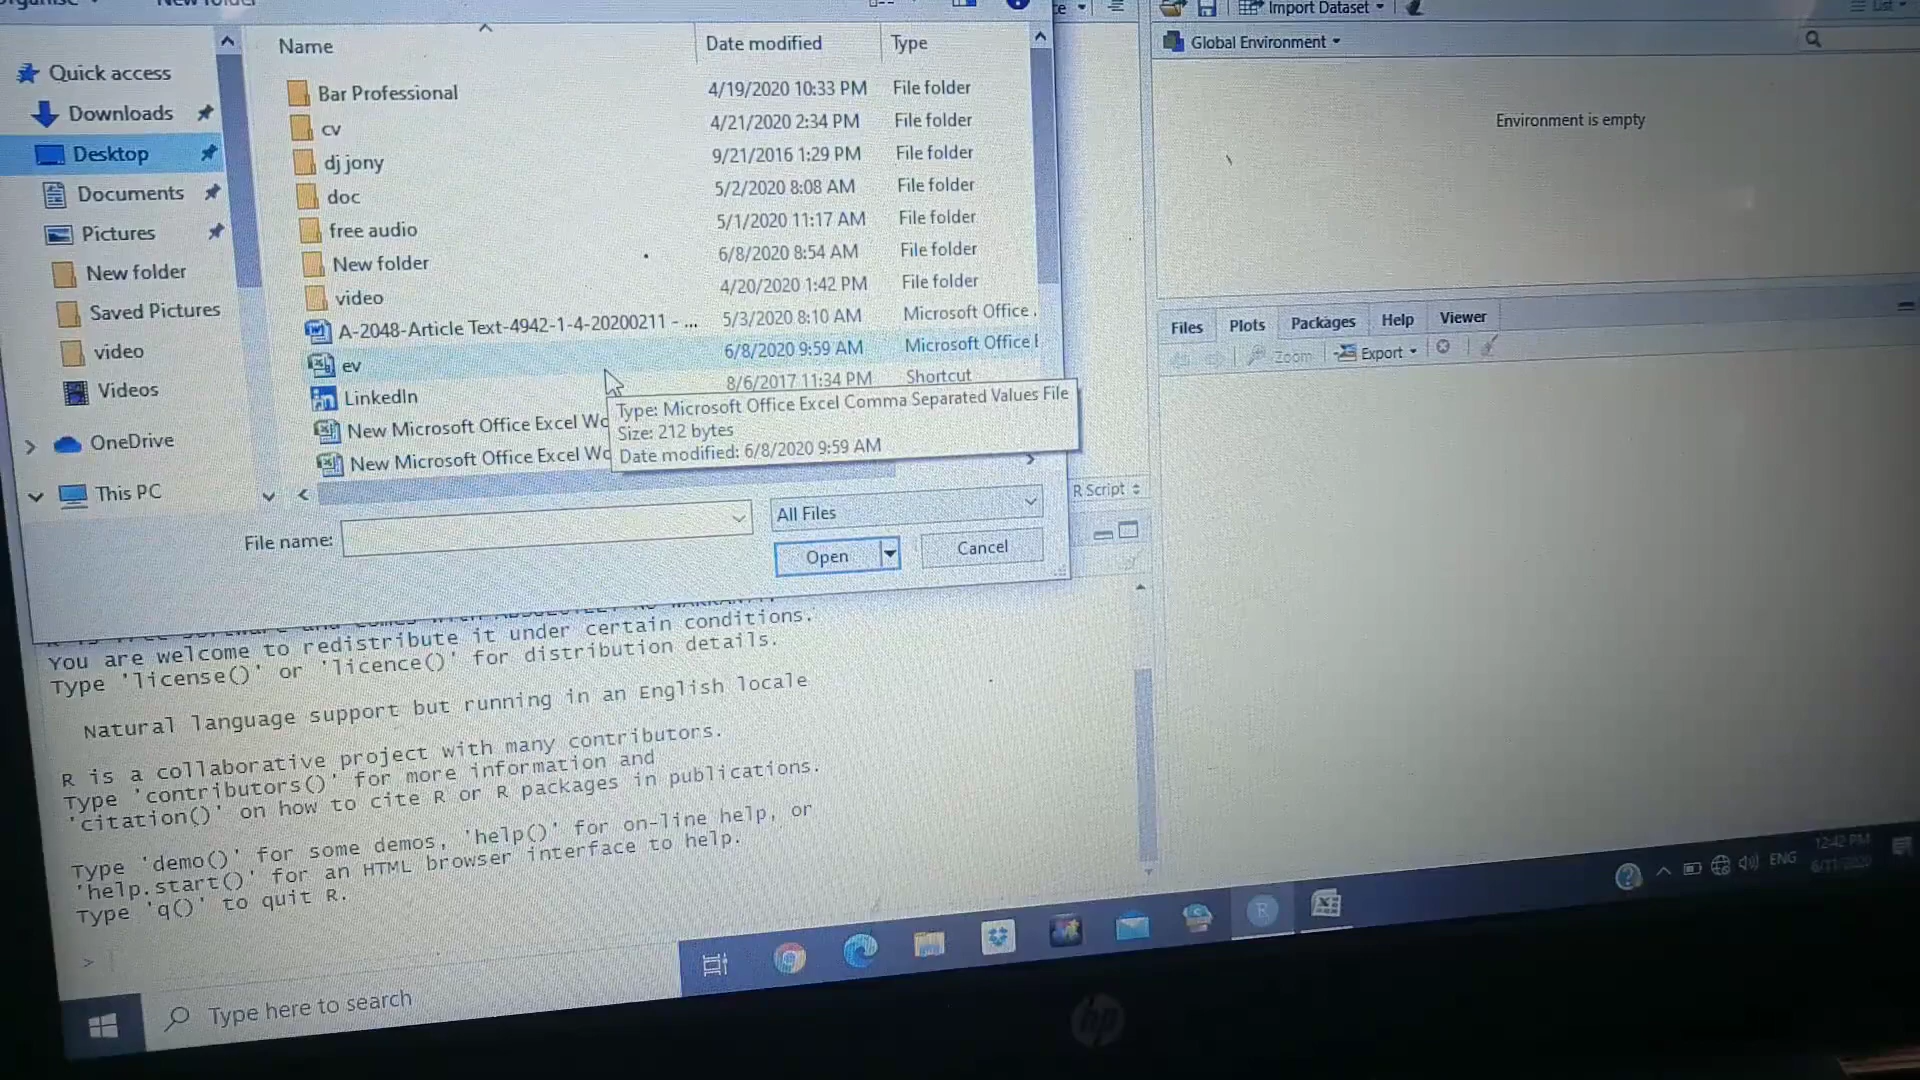 Organise
New folder
Name
Date modified
Type
Quick access
Downloads
Desktop
Documents
Pictures
New folder
Saved Pictures
video
Videos
OneDrive
This PC
Bar Professional 4/19/2020 10:33 PM File folder
cv 4/21/2020 2:34 PM File folder
dj jony 9/21/2016 1:29 PM File folder
doc 5/2/2020 8:08 AM File folder
free audio 5/1/2020 11:17 AM File folder
New folder 6/8/2020 8:54 AM File folder
video 4/20/2020 1:42 PM File folder
A-2048-Article Text-4942-1-4-20200211 - ... 5/3/2020 8:10 AM Microsoft Office
ev 6/8/2020 9:59 AM Microsoft Office
LinkedIn 8/6/2017 11:34 PM Shortcut
New Microsoft Office Excel Wo
New Microsoft Office Excel Wo
Type: Microsoft Office Excel Comma Separated Values File
Size: 212 bytes
Date modified: 6/8/2020 9:59 AM
File name:
All Files
Open
Cancel
Import Dataset
List
Global Environment
Environment is empty
R Script
Files Plots Packages Help Viewer
Zoom Export
You are welcome to redistribute it under certain conditions.
Type 'license()' or 'licence()' for distribution details.
Natural language support but running in an English locale
R is a collaborative project with many contributors.
Type 'contributors()' for more information and
'citation()' on how to cite R or R packages in publications.
Type 'demo()' for some demos, 'help()' for on-line help, or
'help.start()' for an HTML browser interface to help.
Type 'q()' to quit R.
>
Type here to search
ENG
12:42 PM
6/11/2020
hp